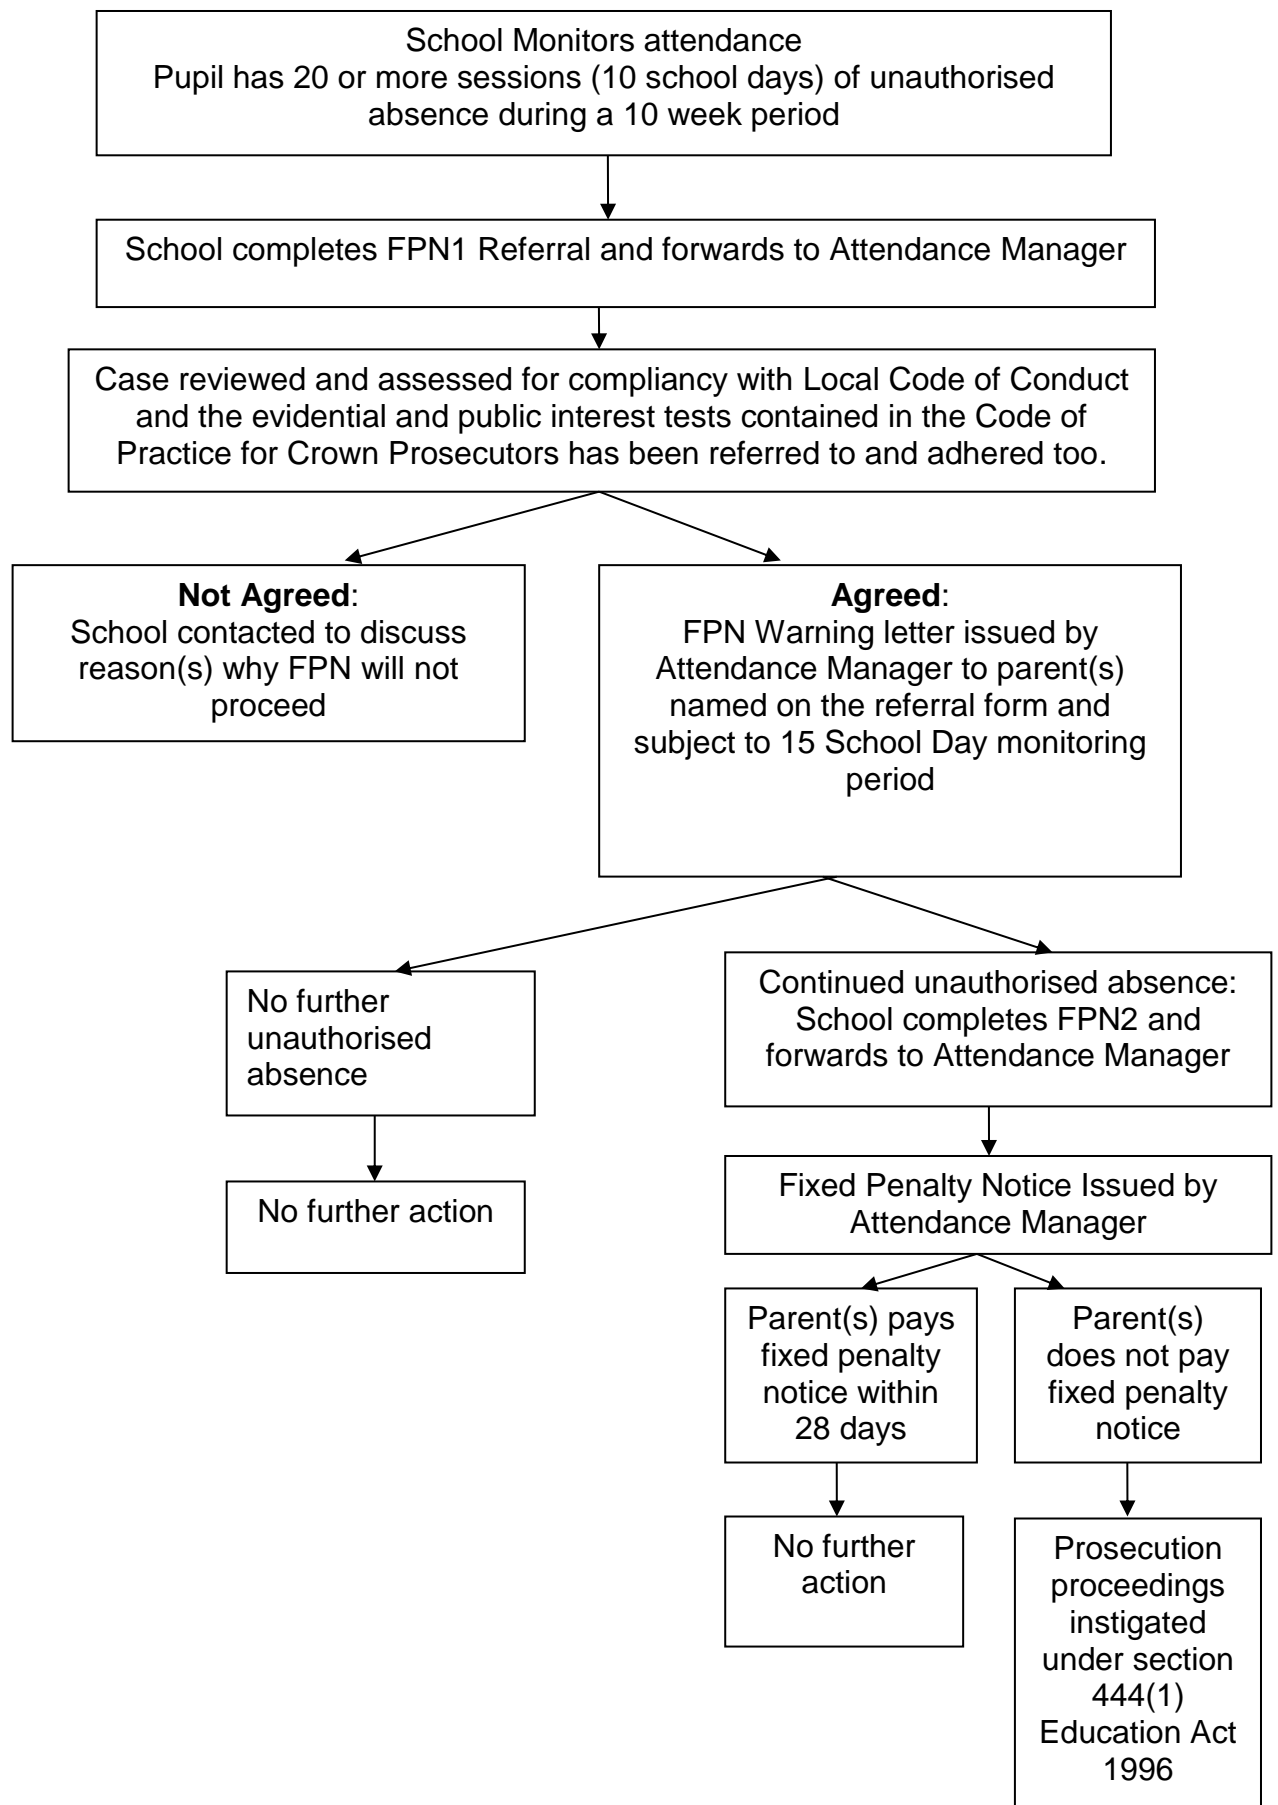 School Monitors attendance
Pupil has 20 or more sessions (10 school days) of unauthorised
absence during a 10 week period
School completes FPN1 Referral and forwards to Attendance Manager
Case reviewed and assessed for compliancy with Local Code of Conduct
and the evidential and public interest tests contained in the Code of
Practice for Crown Prosecutors has been referred to and adhered too.
Not Agreed:
School contacted to discuss
reason(s) why FPN will not
proceed
Agreed:
FPN Warning letter issued by
Attendance Manager to parent(s)
named on the referral form and
subject to 15 School Day monitoring
period
No further
unauthorised
absence
Continued unauthorised absence:
School completes FPN2 and
forwards to Attendance Manager
No further action
Fixed Penalty Notice Issued by
Attendance Manager
Parent(s) pays
fixed penalty
notice within
28 days
Parent(s)
does not pay
fixed penalty
notice
No further
action
Prosecution
proceedings
instigated
under section
444(1)
Education Act
1996